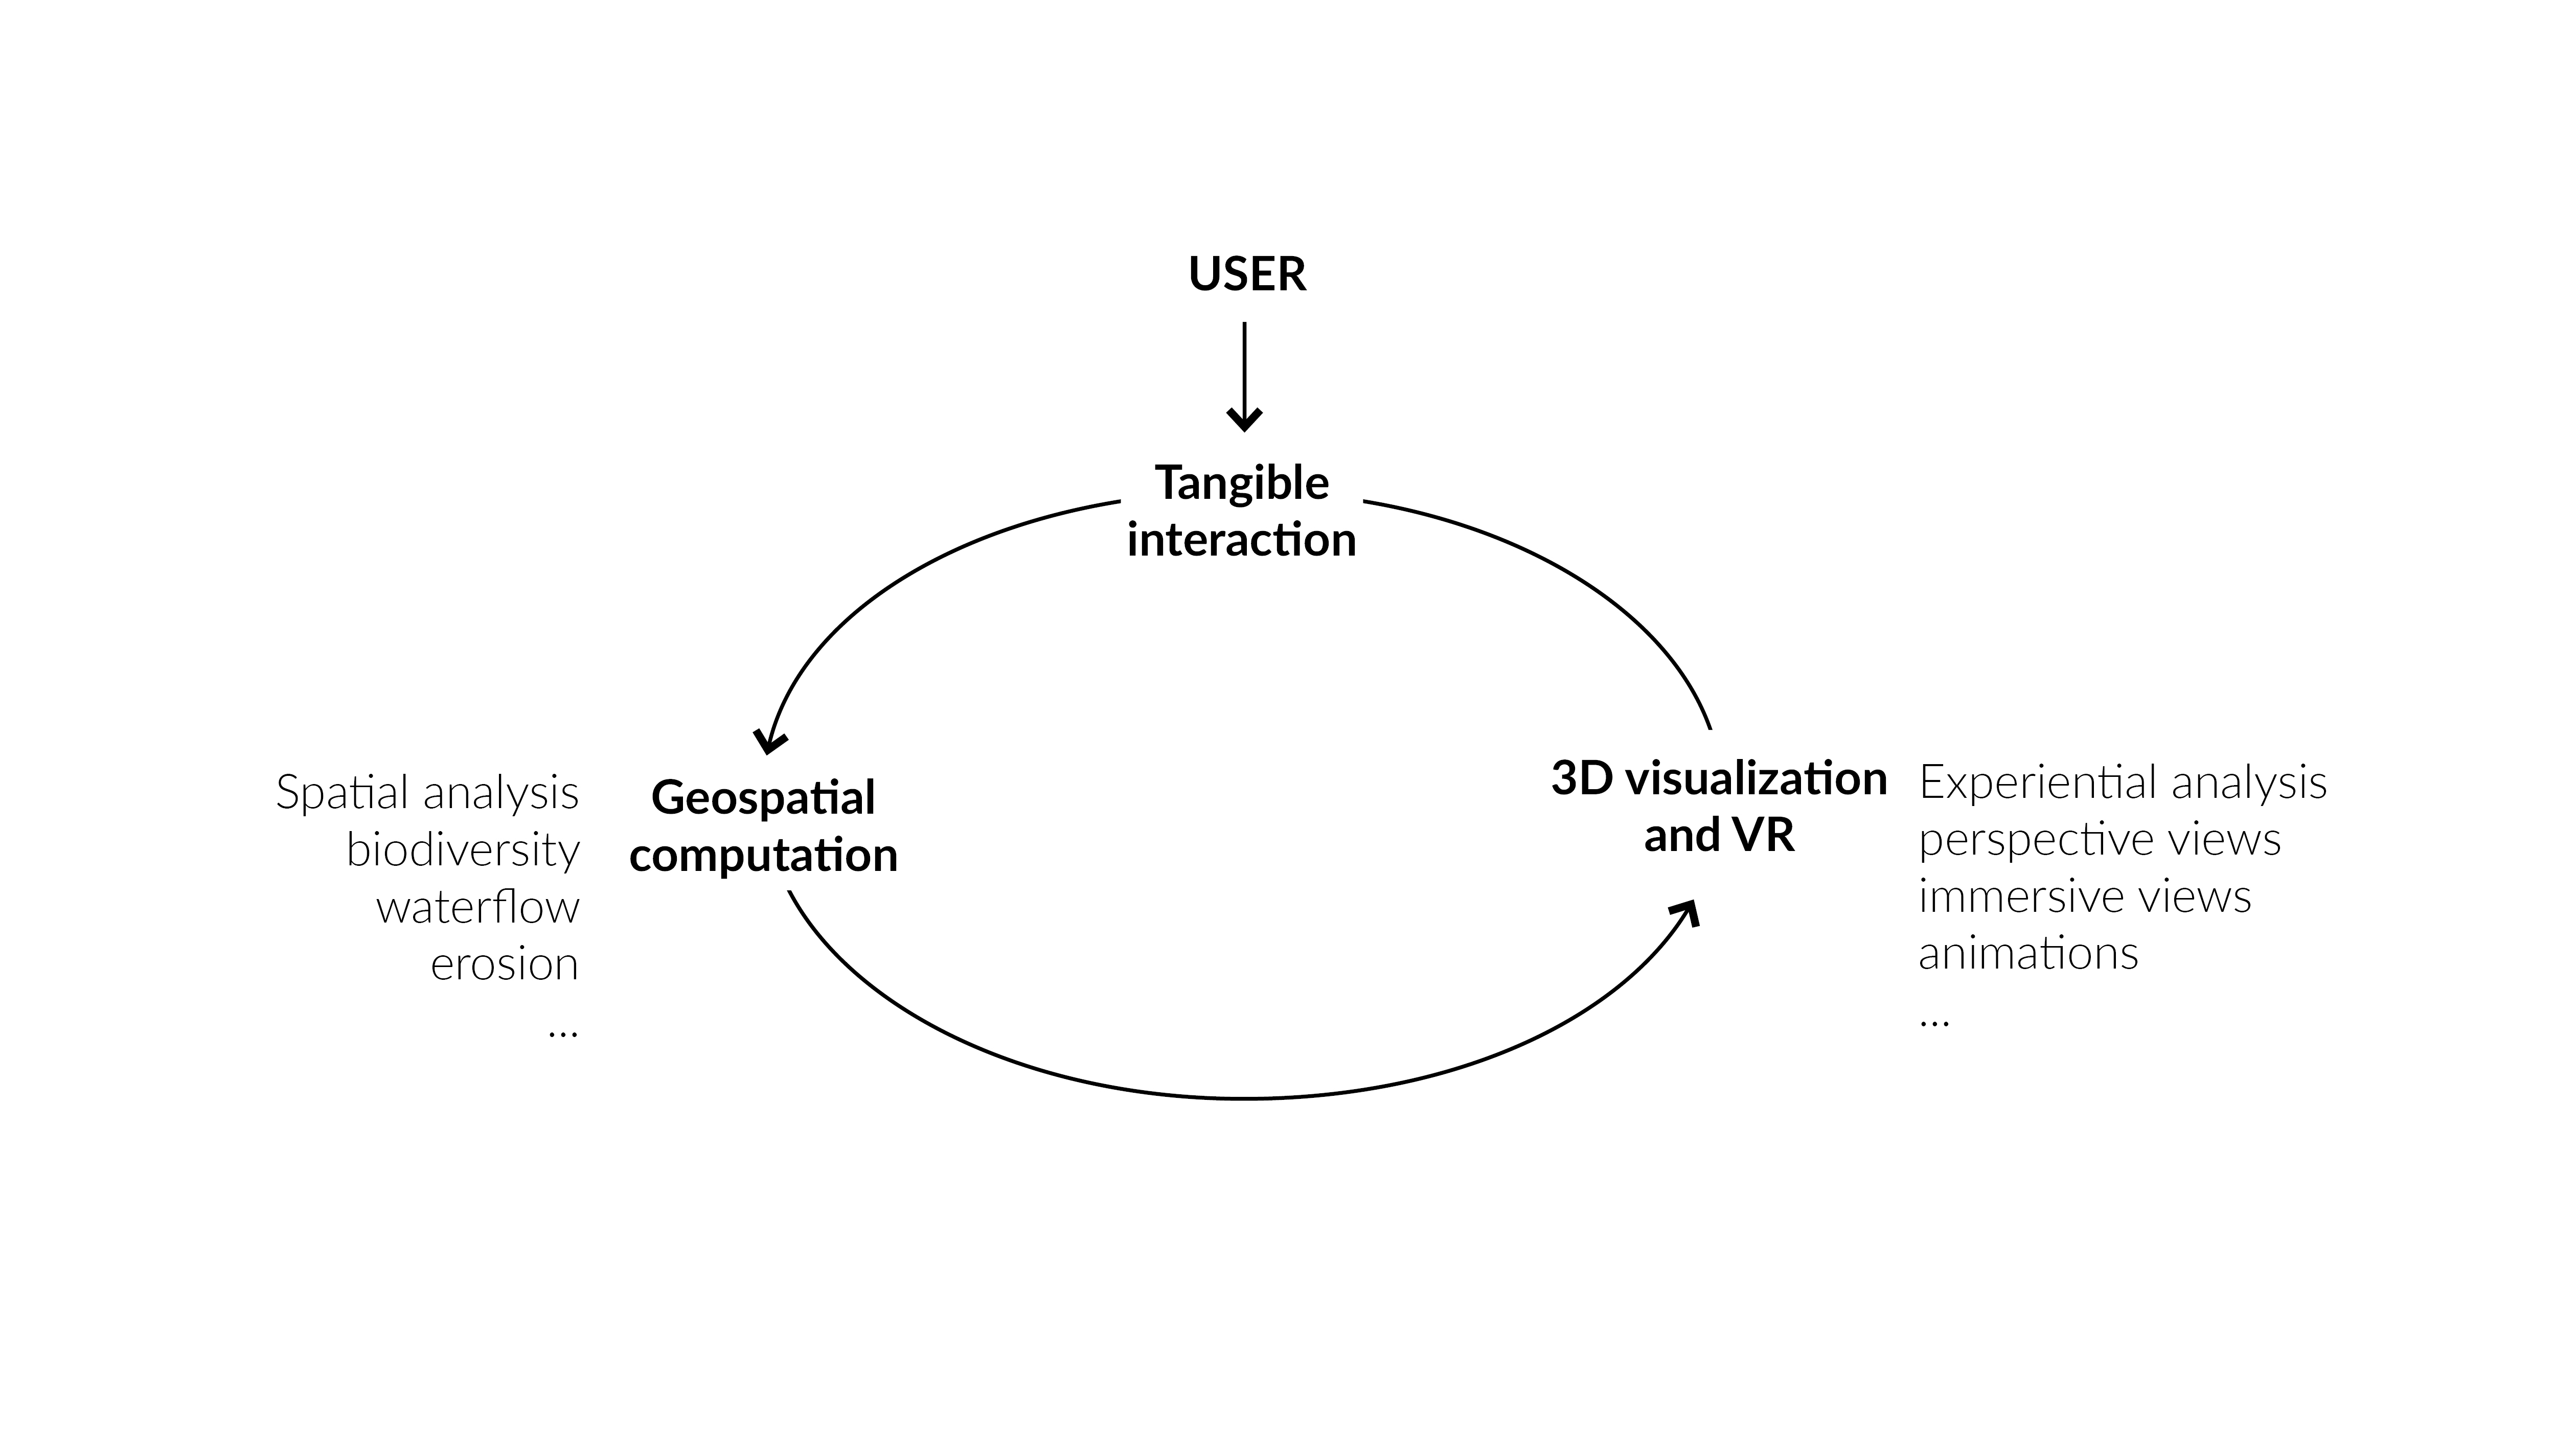 USER
Tangible
interaction
Spatial analysis
biodiversity
waterflow
erosion
...
Geospatial
computation
3D visualization
and VR
Experiential analysis
perspective views
immersive views
animations
...